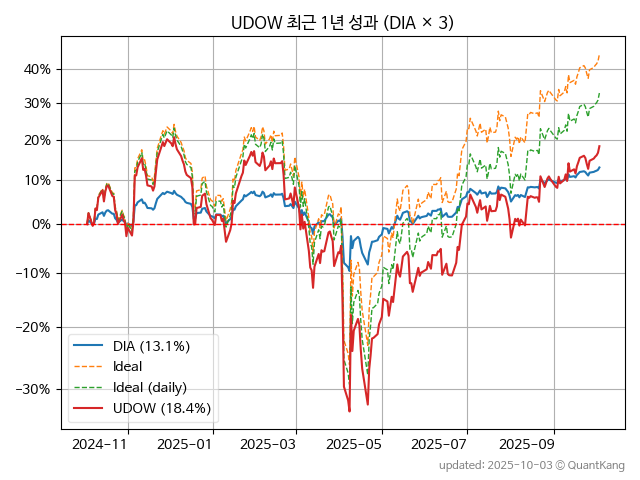 UDOW 최근 1년 성과 (DIA × 3)
40%
30%
20%
10%
0%
−10%
−20%
−30%
DIA (13.1%)
Ideal
Ideal (daily)
UDOW (18.4%)
2024-11 2025-01 2025-03 2025-05 2025-07 2025-09
updated: 2025-10-03 ⓒ QuantKang